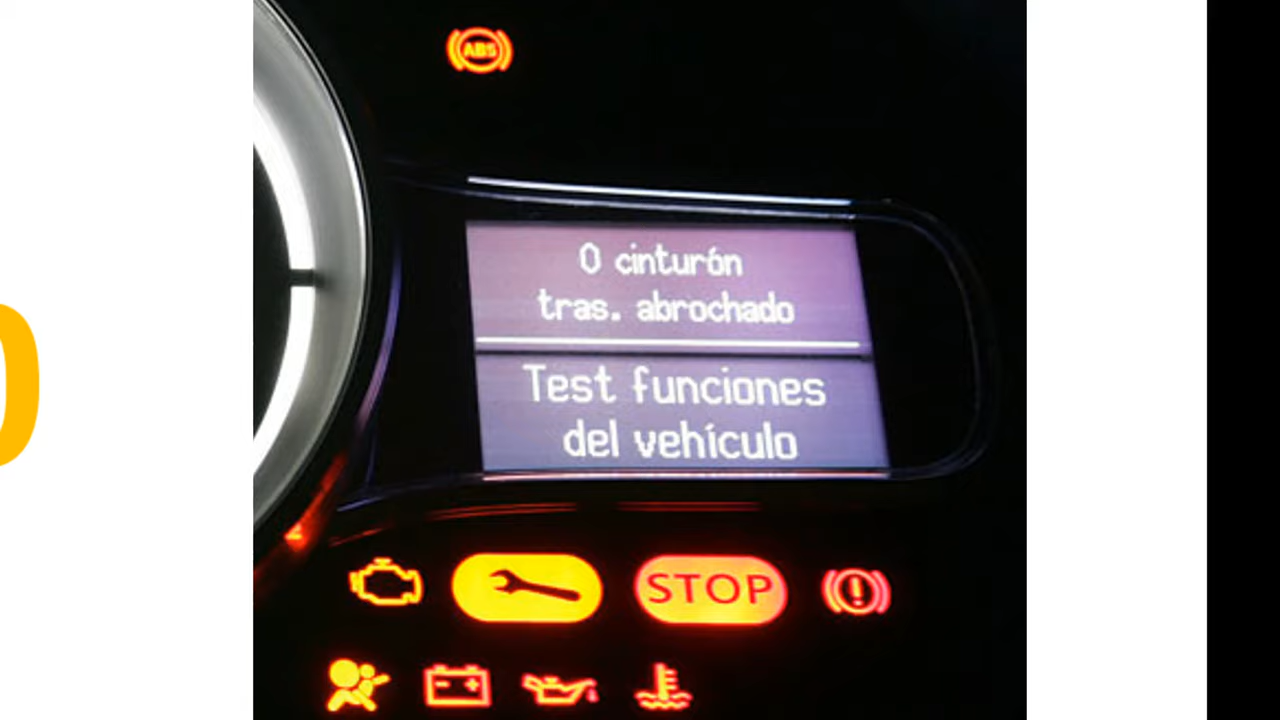 ABS
0 cinturón
tras. abrochado
Test funciones
del vehículo
STOP